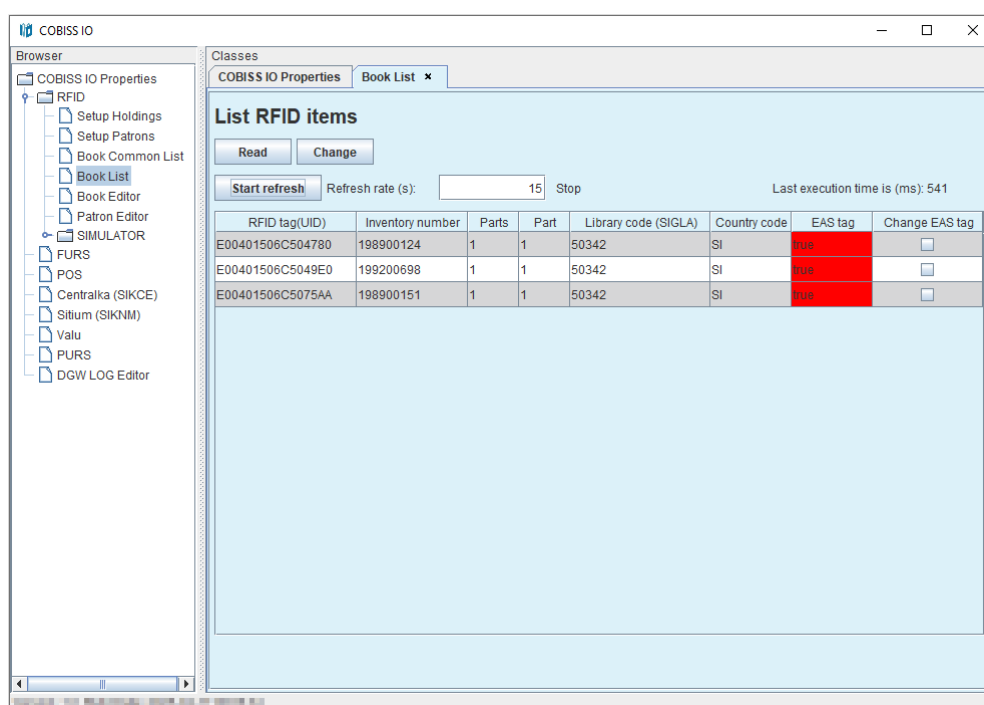 COBISS IO
Browser
COBISS IO Properties
RFID
Setup Holdings
Setup Patrons
Book Common List
Book List
Book Editor
Patron Editor
SIMULATOR
FURS
POS
Centralka (SIKCE)
Sitium (SIKNM)
Valu
PURS
DGW LOG Editor
Classes
COBISS IO Properties Book List
List RFID items
Read Change
Start refresh Refresh rate (s): 15 Stop Last execution time is (ms): 541
RFID tag(UID) Inventory number Parts Part Library code (SIGLA) Country code EAS tag Change EAS tag
E00401506C504780 198900124 1 1 50342 SI true
E00401506C5049E0 199200698 1 1 50342 SI true
E00401506C5075AA 198900151 1 1 50342 SI true